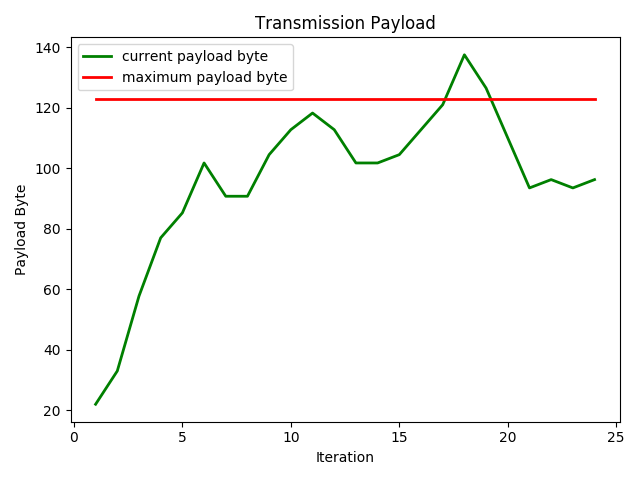 Transmission Payload
current payload byte
maximum payload byte
140
120
100
80
60
40
20
Payload Byte
0
5
10
15
20
25
Iteration